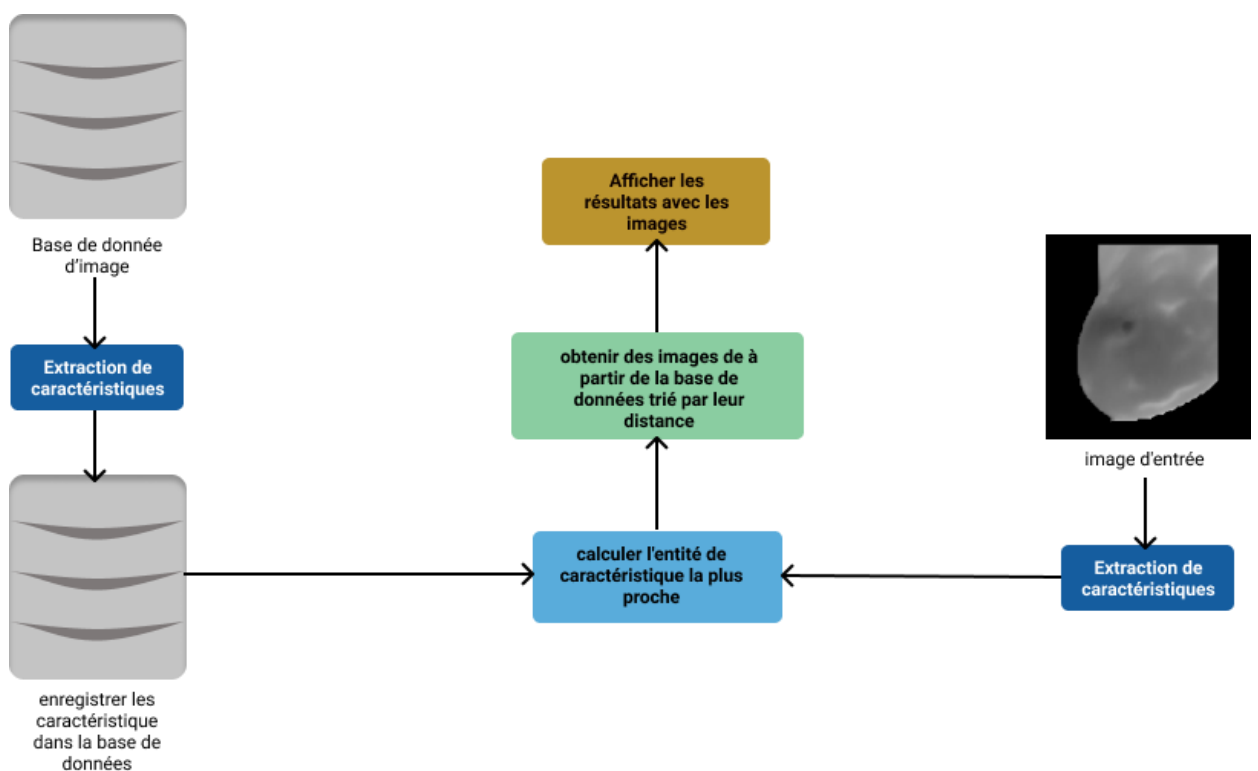 Base de donnée
d'image
Extraction de
caractéristiques
enregistrer les
caractéristique
dans la base de
données
Afficher les
résultats avec les
images
obtenir des images de à
partir de la base de
données trié par leur
distance
calculer l'entité de
caractéristique la plus
proche
image d'entrée
Extraction de
caractéristiques